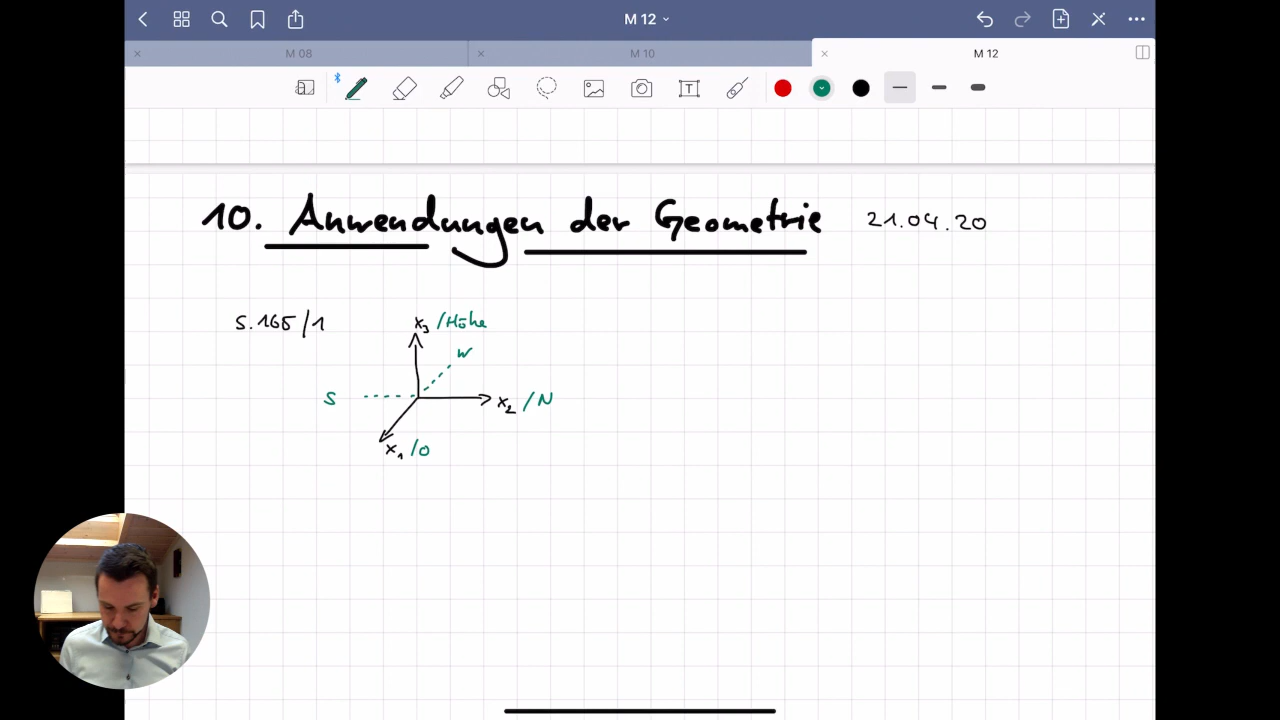 M 12
M 08
M 10
M 12
10. Anwendungen der Geometrie 21.04.20
S.165/1
x₃ /Höhe
W
S
x₂ /N
x₁ /O